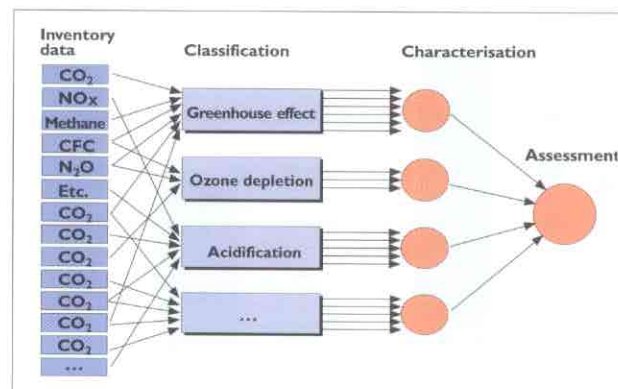 Inventory
data
Classification
Characterisation
CO₂
NOx
Methane
CFC
N₂O
Etc.
CO₂
CO₂
CO₂
CO₂
CO₂
CO₂
CO₂
...
Greenhouse effect
Ozone depletion
Acidification
...
Assessment